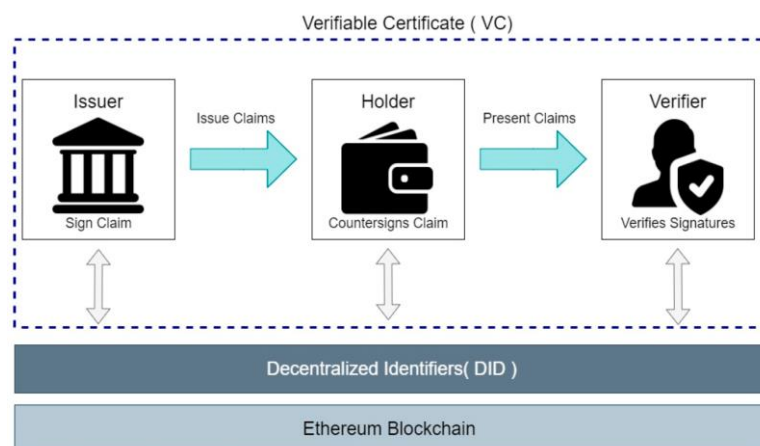 Verifiable Certificate ( VC)
Issuer
Holder
Verifier
Issue Claims
Present Claims
Sign Claim
Countersigns Claim
Verifies Signatures
Decentralized Identifiers( DID )
Ethereum Blockchain